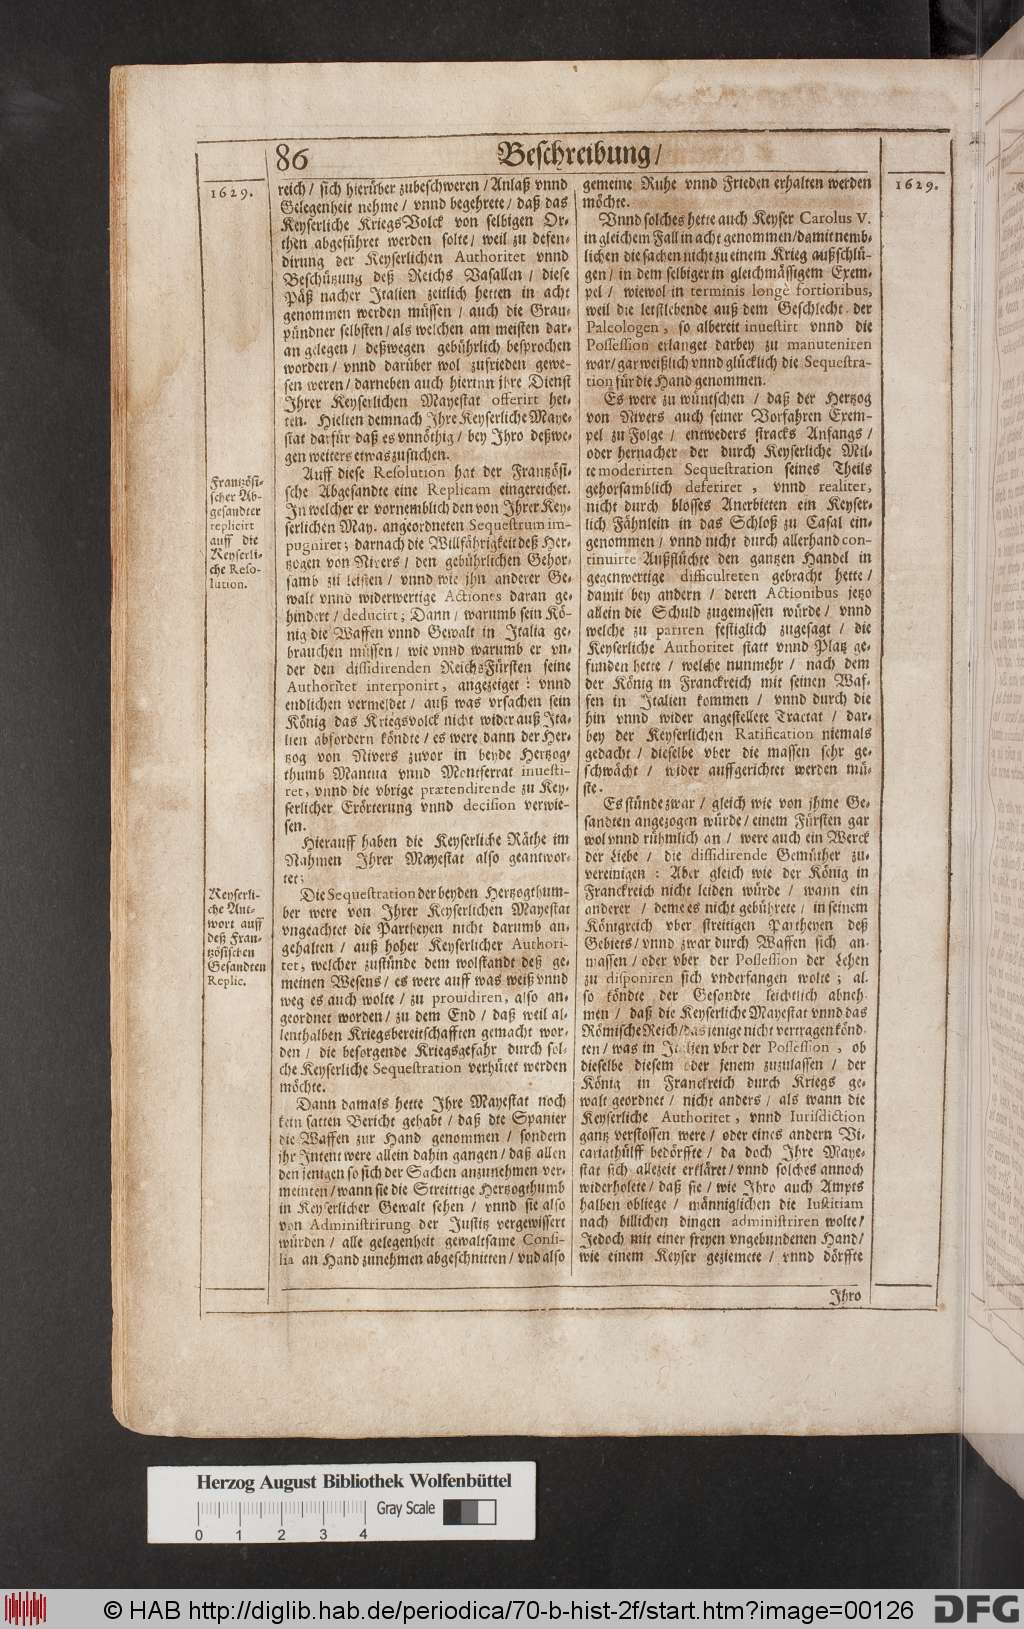 86
Beschreibung/
1629.
reich/ sich hierüber zubeschweren/ Anlaß vnnd
Gelegenheit nehme/ vnnd begehrete/ daß das
Keyserliche KriegsVolck von selbigen Or-
then abgeführet werden solte/ weil zu defen-
dirung der Keyserlichen Authoritet vnnd
Beschützung deß Reichs Vasallen/ diese
Päß nacher Italien zeitlich hetten in acht
genommen werden müssen/ auch die Grau-
pündner selbsten/ als welchen am meisten dar-
an gelegen/ deßwegen gebührlich besprochen
worden/ vnnd darüber wol zufrieden gewe-
sen weren/ darneben auch hierinn jhre Dienst
Ihrer Keyserlichen Mayestat offerirt het-
ten. Hielten demnach Ihre Keyserliche Maye-
stat darfür daß es vnnöthig/ bey Ihro deßwe-
gen weiters etwas zusuchen.
Frantzösi-
scher Ab-
gesandter
replicirt
auff die
Keyserli-
che Reso-
lution.
Auff diese Resolution hat der Frantzösi-
sche Abgesandte eine Replicam eingereichet.
In welcher er vornemblich den von Ihrer Key-
serlichen May. angeordneten Sequestrum im-
pugniret; darnach die Willfährigkeit deß Her-
tzogen von Nivers/ den gebührlichen Gehor-
samb zu leisten/ vnnd wie jhn anderer Ge-
walt vnnd widerwertige Actiones daran ge-
hindert/ deducirt; Dann/ warumb sein Kö-
nig die Waffen vnnd Gewalt in Italia ge-
brauchen müssen/ wie vnnd warumb er vn-
der den dissidirenden ReichsFürsten seine
Authoritet interponirt, angezeiget: vnnd
endlichen vermeldet/ auß was vrsachen sein
König das Kriegsvolck nicht wider auß Ita-
lien abfordern köndte/ es were dann der Her-
tzog von Nivers zuvor in beyde Hertzog-
thumb Mantua vnnd Montferrat inuesti-
ret, vnnd die vbrige prætendirende zu Key-
serlicher Erörterung vnnd decision verwie-
sen.
Hierauff haben die Keyserliche Räthe im
Nahmen Ihrer Mayestat also geantwor-
tet:
Keyserli-
che Ant-
wort auff
deß Fran-
tzösischen
Gesandten
Replic.
Die Sequestration der beyden Hertzogthum-
ber were von Ihrer Keyserlichen Mayestat
vngeachtet die Partheyen nicht darumb an-
gehalten/ auß hoher Keyserlicher Authori-
tet, welcher zustünde dem wolstandt deß ge-
meinen Wesens/ es were auff was weiß vnnd
weg es auch wolte/ zu prouidiren, also an-
geordnet worden/ zu dem End/ daß weil al-
lenthalben Kriegsbereitschafften gemacht wor-
den/ die besorgende Kriegsgefahr durch sol-
che Keyserliche Sequestration verhütet werden
möchte.
Dann damals hette Ihre Mayestat noch
kein satten Bericht gehabt/ daß die Spanier
die Waffen zur Hand genommen/ sondern
jhr Intent were allein dahin gangen/ daß allen
den jenigen so sich der Sachen anzunehmen ver-
meinten/ wann sie die Streittige Hertzogthumb
in Keyserlicher Gewalt sehen/ vnnd sie also
von Administrirung der Justitz vergewissert
würden/ alle gelegenheit gewaltsame Consi-
lia an Hand zunehmen abgeschnitten/ vnd also
gemeine Ruhe vnnd Frieden erhalten werden
möchte.
1629.
Vnnd solches hette auch Keyser Carolus V.
in gleichem Fall in acht genommen/ damit nemb-
lichen die sachen nicht zu einem Krieg außschlü-
gen/ in dem selbiger in gleichmässigem Exem-
pel/ wiewol in terminis longè fortioribus,
weil die letstlebende auß dem Geschlecht der
Paleologen, so albereit inuestirt vnnd die
Possession erlanget darbey zu manuteniren
war/ gar weißlich vnnd glücklich die Sequestra-
tion für die Hand genommen.
Es were zu wüntschen/ daß der Hertzog
von Nivers auch seiner Vorfahren Exem-
pel zu Folge/ entweders stracks Anfangs/
oder hernacher der durch Keyserliche Mil-
te moderirten Sequestration seines Theils
gehorsamblich deferiret, vnnd realiter,
nicht durch blosses Anerbieten ein Keyser-
lich Fähnlein in das Schloß zu Casal ein-
genommen/ vnnd nicht durch allerhand con-
tinuirte Außflüchte den gantzen Handel in
gegenwertige difficulteten gebracht hette/
damit bey andern/ deren Actionibus jetzo
allein die Schuld zugemessen würde/ vnnd
welche zu pariren festiglich zugesagt/ die
Keyserliche Authoritet statt vnnd Platz ge-
funden hette/ welche nunmehr/ nach dem
der König in Franckreich mit seinen Waf-
fen in Italien kommen/ vnnd durch die
hin vnnd wider angestellete Tractat/ dar-
bey der Keyserlichen Ratification niemals
gedacht/ dieselbe vber die massen sehr ge-
schwächt/ wider auffgerichtet werden mü-
ste.
Es stünde zwar/ gleich wie von jhme Ge-
sandten angezogen würde/ einem Fürsten gar
wol vnnd rühmlich an/ were auch ein Werck
der Liebe/ die dissidirende Gemüther zu-
vereinigen: Aber gleich wie der König in
Franckreich nicht leiden würde/ wann ein
anderer/ deme es nicht gebührete/ in seinem
Königreich vber streitigen Partheyen deß
Gebiets/ vnnd zwar durch Waffen sich an-
massen/ oder vber der Possession der Lehen
zu disponiren sich vnderfangen wolte; al-
so köndte der Gesandte leichtlich abneh-
men/ daß die Keyserliche Mayestat vnnd das
Römische Reich/ das jenige nicht vertragen könd-
ten/ was in Italien vber der Possession, ob
dieselbe diesem oder jenem zuzulassen/ der
König in Franckreich durch Kriegs ge-
walt geordnet/ nicht anders/ als wann die
Keyserliche Authoritet, vnnd Iurisdiction
gantz verstossen were/ oder eines andern Vi-
cariathülff bedörffte/ da doch Ihre Maye-
stat sich allezeit erkläret/ vnnd solches annoch
widerholete/ daß sie/ wie Ihro auch Ampts
halben obliege/ männiglichen die Iustitiam
nach billichen dingen administriren wolte/
Jedoch mit einer freyen vngebundenen Hand/
wie einem Keyser geziemete/ vnnd dörffte
Ihro
Herzog August Bibliothek Wolfenbüttel
Gray Scale
0 1 2 3 4
© HAB http://diglib.hab.de/periodica/70-b-hist-2f/start.htm?image=00126
DFG